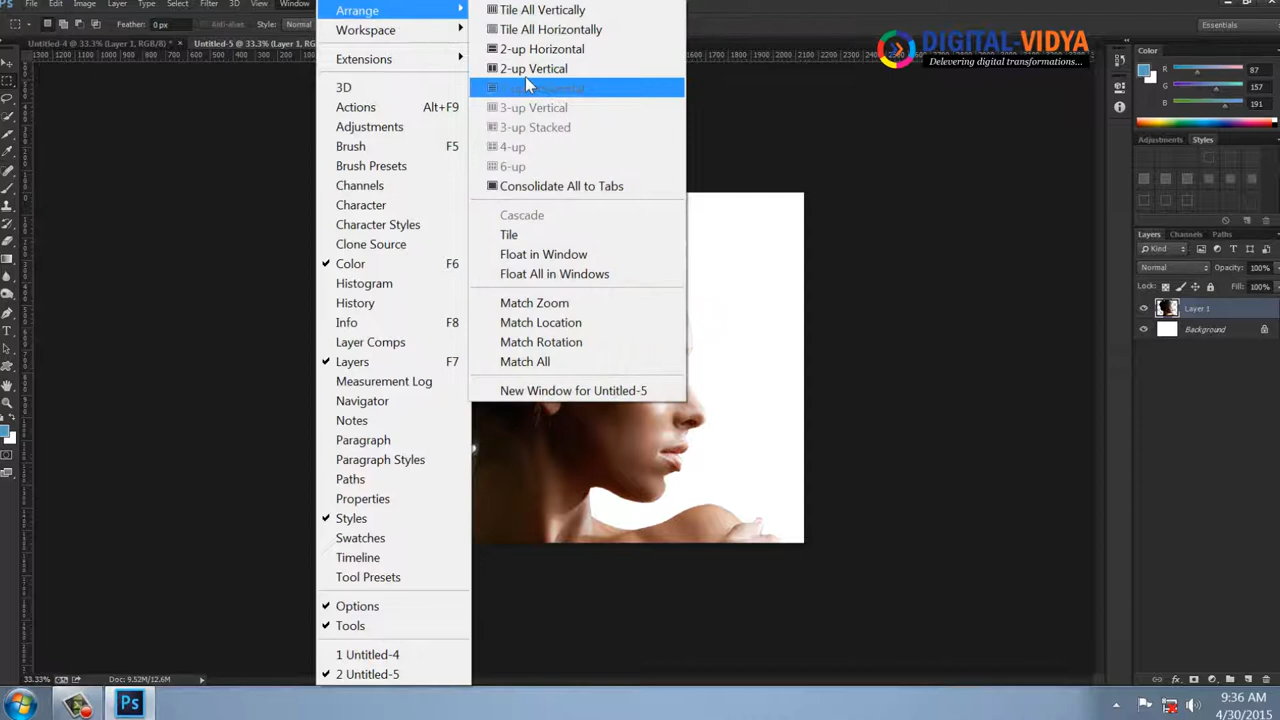 File
Edit
Image
Layer
Type
Select
Filter
3D
View
Window
Feather: 0 px
Style:
Normal
Essentials
Untitled-4 @ 33.3% (Layer 1, RGB/8) *
Untitled-5 @ 33.3% (Layer 1, RG
DIGITAL-VIDYA
Delevering digital transformations...
Arrange
Workspace
Extensions
3D
Actions Alt+F9
Adjustments
Brush F5
Brush Presets
Channels
Character
Character Styles
Clone Source
Color F6
Histogram
History
Info F8
Layer Comps
Layers F7
Measurement Log
Navigator
Notes
Paragraph
Paragraph Styles
Paths
Properties
Styles
Swatches
Timeline
Tool Presets
Options
Tools
1 Untitled-4
2 Untitled-5
Tile All Vertically
Tile All Horizontally
2-up Horizontal
2-up Vertical
3-up Vertical
3-up Stacked
4-up
6-up
Consolidate All to Tabs
Cascade
Tile
Float in Window
Float All in Windows
Match Zoom
Match Location
Match Rotation
Match All
New Window for Untitled-5
Color
R 87
G 157
B 191
Adjustments Styles
Layers Channels Paths
Kind
Normal Opacity: 100%
Lock: Fill: 100%
Layer 1
Background
33.33% Doc: 9.52M/12.6M
Ps
9:36 AM
4/30/2015